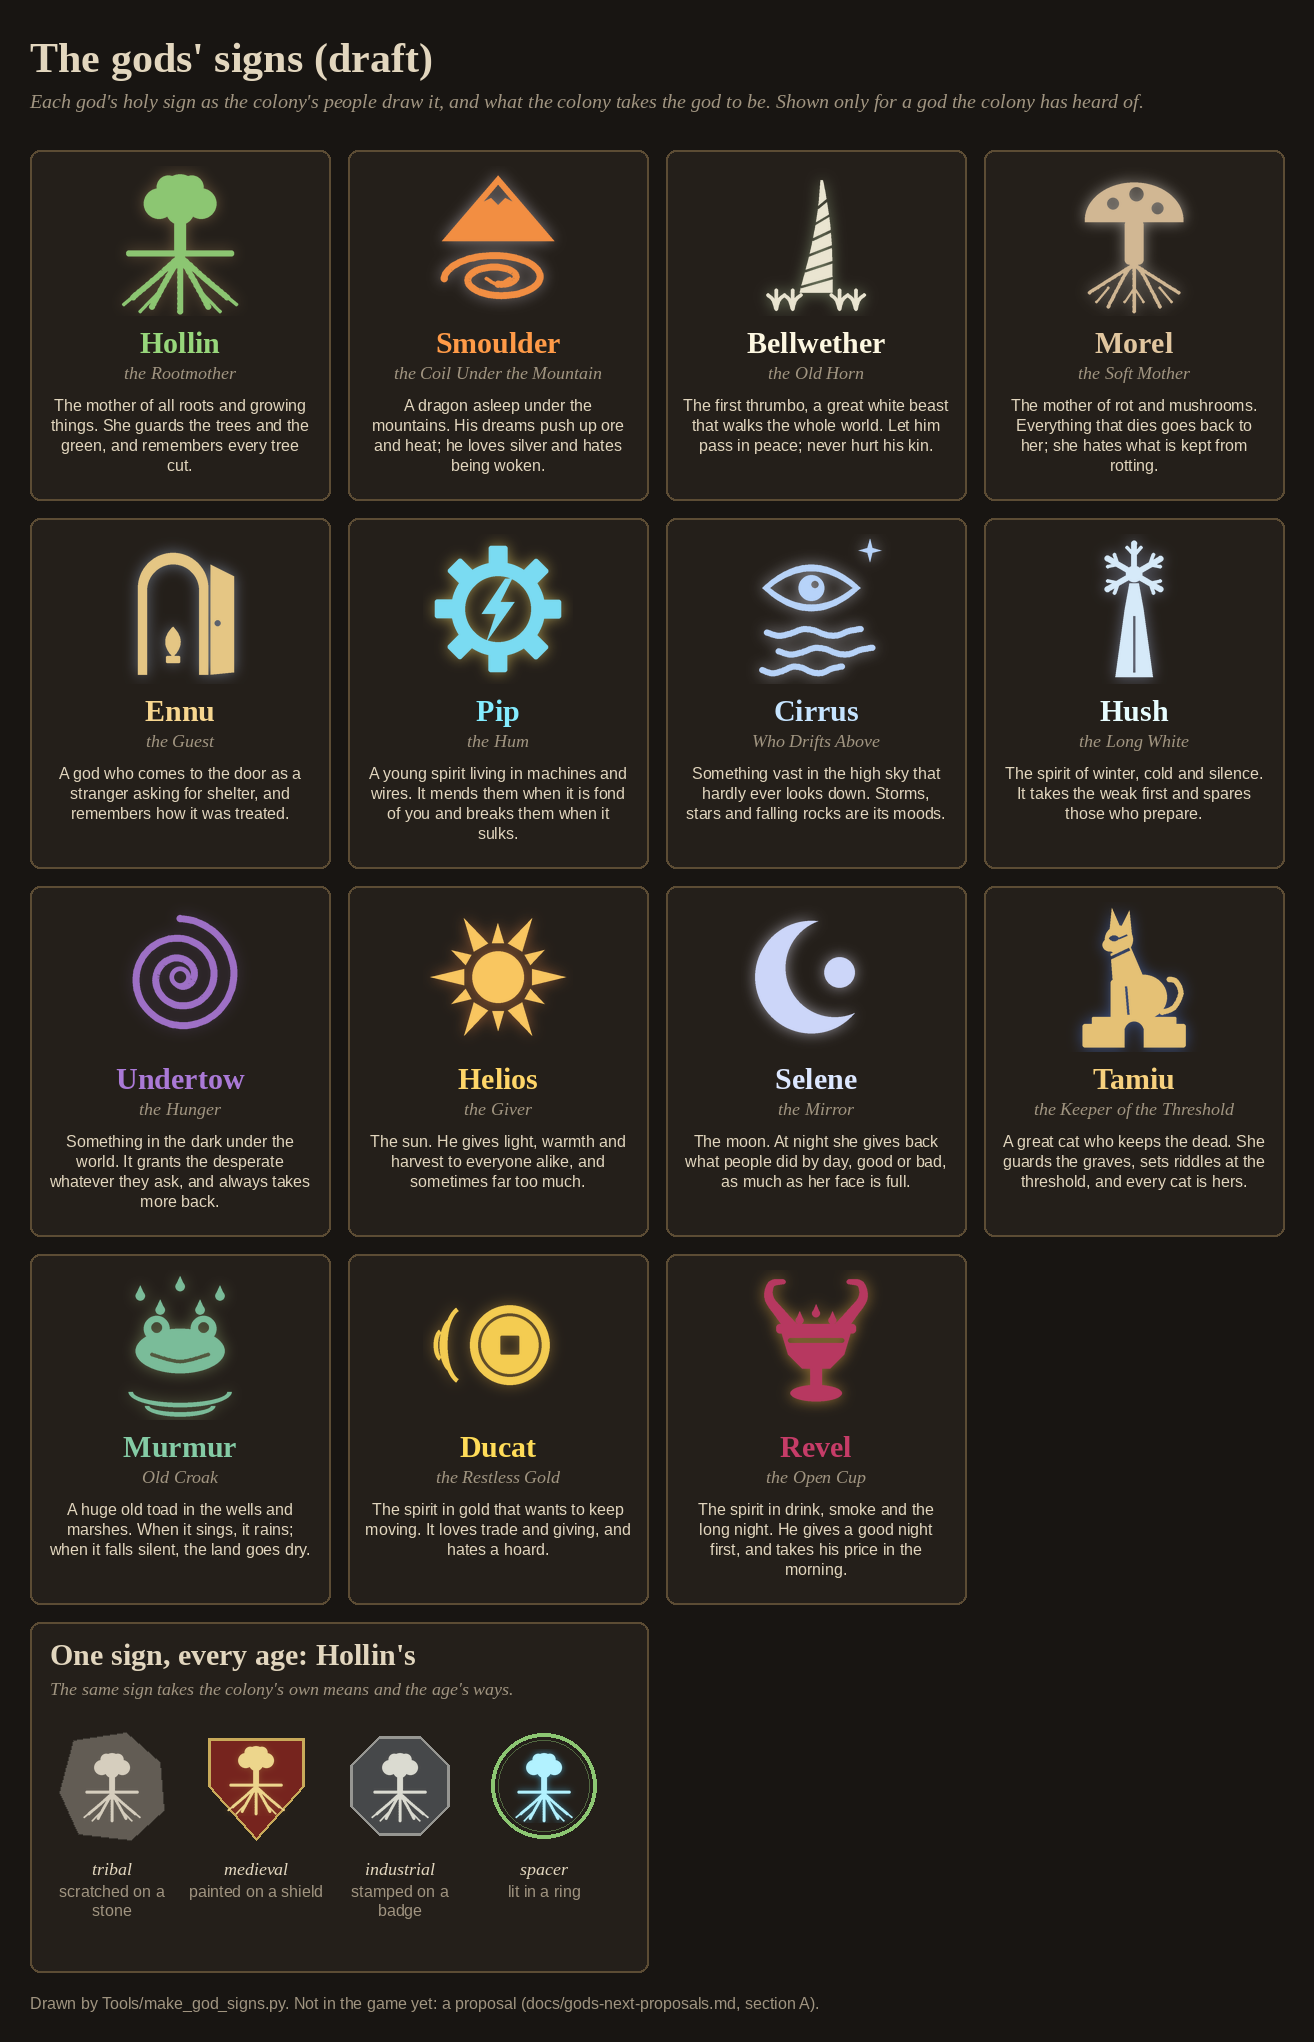 The gods' signs (draft)
Each god's holy sign as the colony's people draw it, and what the colony takes the god to be. Shown only for a god the colony has heard of.
Hollin
the Rootmother
The mother of all roots and growing
things. She guards the trees and the
green, and remembers every tree
cut.
Smoulder
the Coil Under the Mountain
A dragon asleep under the
mountains. His dreams push up ore
and heat; he loves silver and hates
being woken.
Bellwether
the Old Horn
The first thrumbo, a great white beast
that walks the whole world. Let him
pass in peace; never hurt his kin.
Morel
the Soft Mother
The mother of rot and mushrooms.
Everything that dies goes back to
her; she hates what is kept from
rotting.
Ennu
the Guest
A god who comes to the door as a
stranger asking for shelter, and
remembers how it was treated.
Pip
the Hum
A young spirit living in machines and
wires. It mends them when it is fond
of you and breaks them when it
sulks.
Cirrus
Who Drifts Above
Something vast in the high sky that
hardly ever looks down. Storms,
stars and falling rocks are its moods.
Hush
the Long White
The spirit of winter, cold and silence.
It takes the weak first and spares
those who prepare.
Undertow
the Hunger
Something in the dark under the
world. It grants the desperate
whatever they ask, and always takes
more back.
Helios
the Giver
The sun. He gives light, warmth and
harvest to everyone alike, and
sometimes far too much.
Selene
the Mirror
The moon. At night she gives back
what people did by day, good or bad,
as much as her face is full.
Tamiu
the Keeper of the Threshold
A great cat who keeps the dead. She
guards the graves, sets riddles at the
threshold, and every cat is hers.
Murmur
Old Croak
A huge old toad in the wells and
marshes. When it sings, it rains;
when it falls silent, the land goes dry.
Ducat
the Restless Gold
The spirit in gold that wants to keep
moving. It loves trade and giving, and
hates a hoard.
Revel
the Open Cup
The spirit in drink, smoke and the
long night. He gives a good night
first, and takes his price in the
morning.
One sign, every age: Hollin's
The same sign takes the colony's own means and the age's ways.
tribal
scratched on a
stone
medieval
painted on a shield
industrial
stamped on a
badge
spacer
lit in a ring
Drawn by Tools/make_god_signs.py. Not in the game yet: a proposal (docs/gods-next-proposals.md, section A).